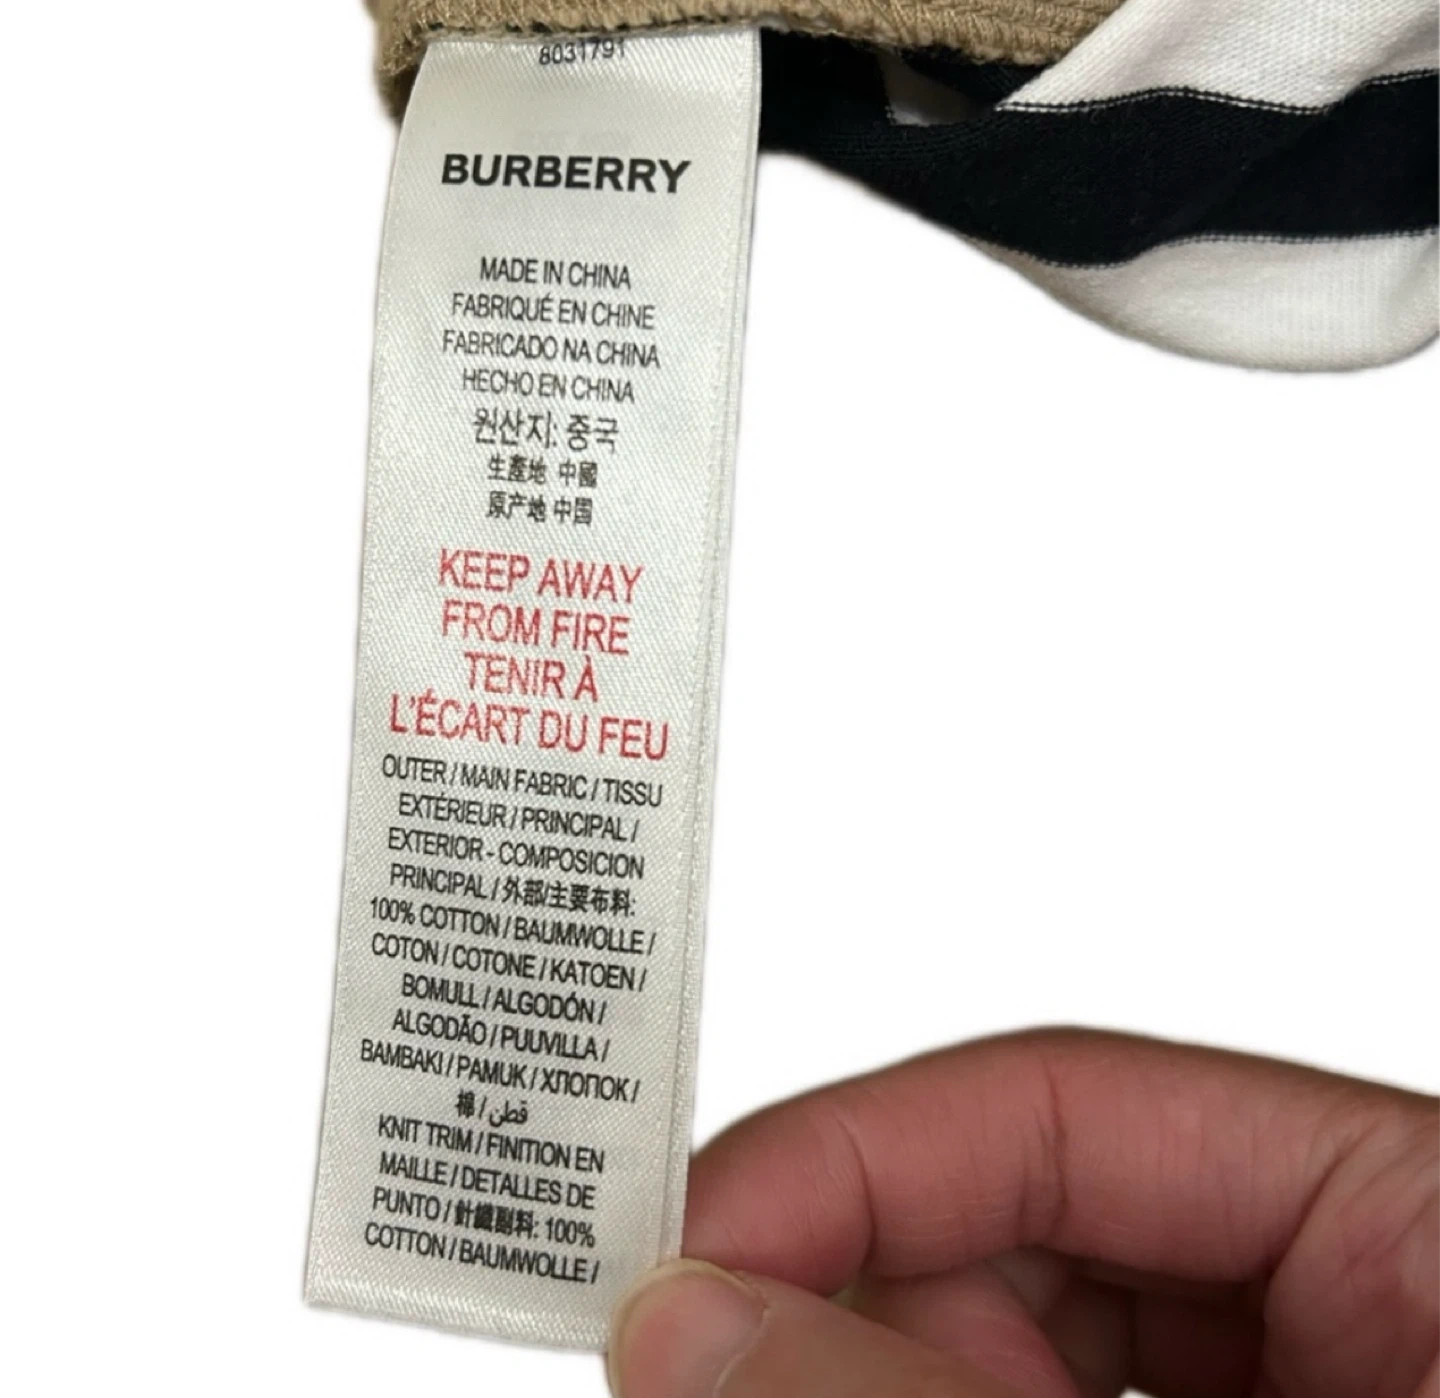 8031791
BURBERRY
MADE IN CHINA
FABRIQUÉ EN CHINE
FABRICADO NA CHINA
HECHO EN CHINA
원산지: 중국
生產地 中國
原产地 中国
KEEP AWAY
FROM FIRE
TENIR À
L'ÉCART DU FEU
OUTER / MAIN FABRIC / TISSU
EXTÉRIEUR / PRINCIPAL /
EXTERIOR - COMPOSICION
PRINCIPAL / 外部/主要布料:
100% COTTON / BAUMWOLLE /
COTON / COTONE / KATOEN /
BOMULL / ALGODÓN /
ALGODÃO / PUUVILLA /
BAMBAKI / PAMUK / ХЛОПОК /
棉 / قطن
KNIT TRIM / FINITION EN
MAILLE / DETALLES DE
PUNTO / 針織副料: 100%
COTTON / BAUMWOLLE /